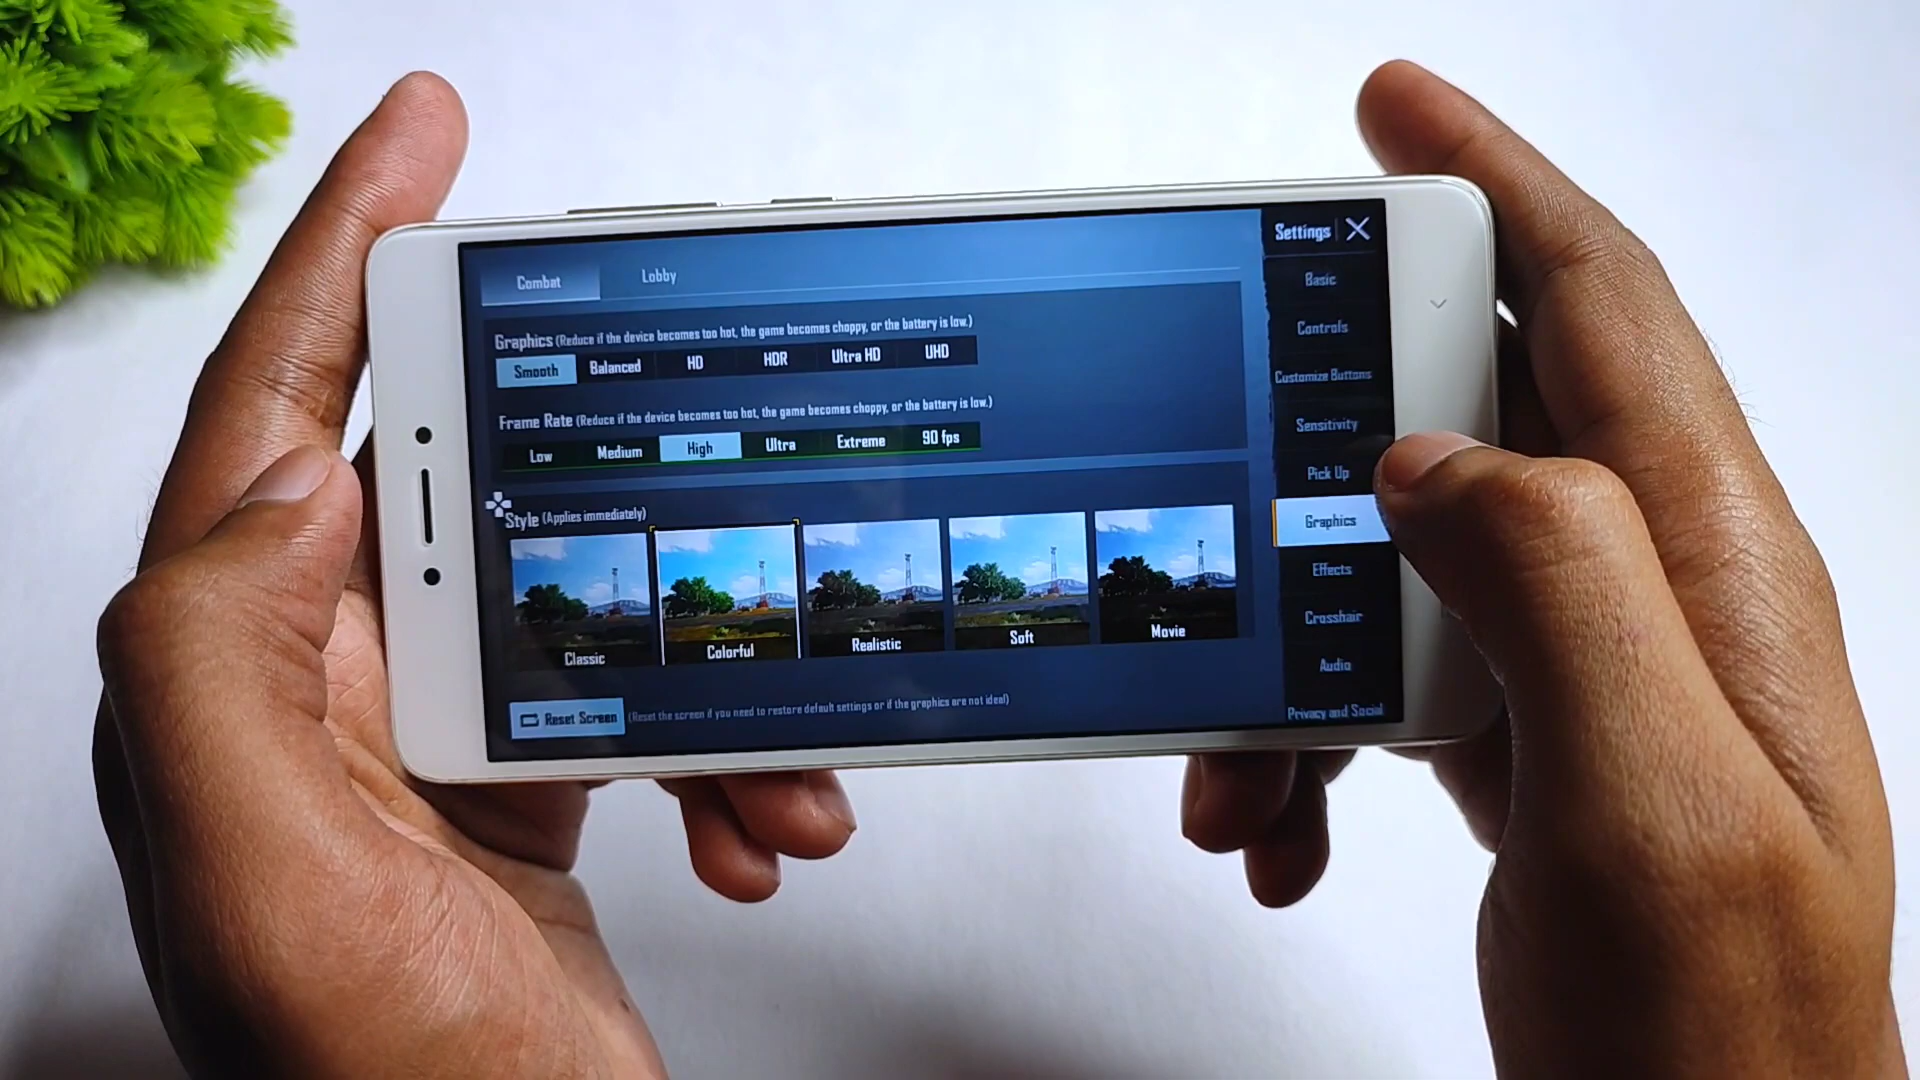 Combat Lobby
Graphics (Reduce if the device becomes too hot, the game becomes choppy, or the battery is low.)
Smooth Balanced HD HDR Ultra HD UHD
Frame Rate (Reduce if the device becomes too hot, the game becomes choppy, or the battery is low.)
Low Medium High Ultra Extreme 90 fps
Style (Applies immediately)
Classic Colorful Realistic Soft Movie
Reset Screen (Reset the screen if you need to restore default settings or if the graphics are not ideal)
Settings
Basic
Controls
Customize Buttons
Sensitivity
Pick Up
Graphics
Effects
Crosshair
Audio
Privacy and Social